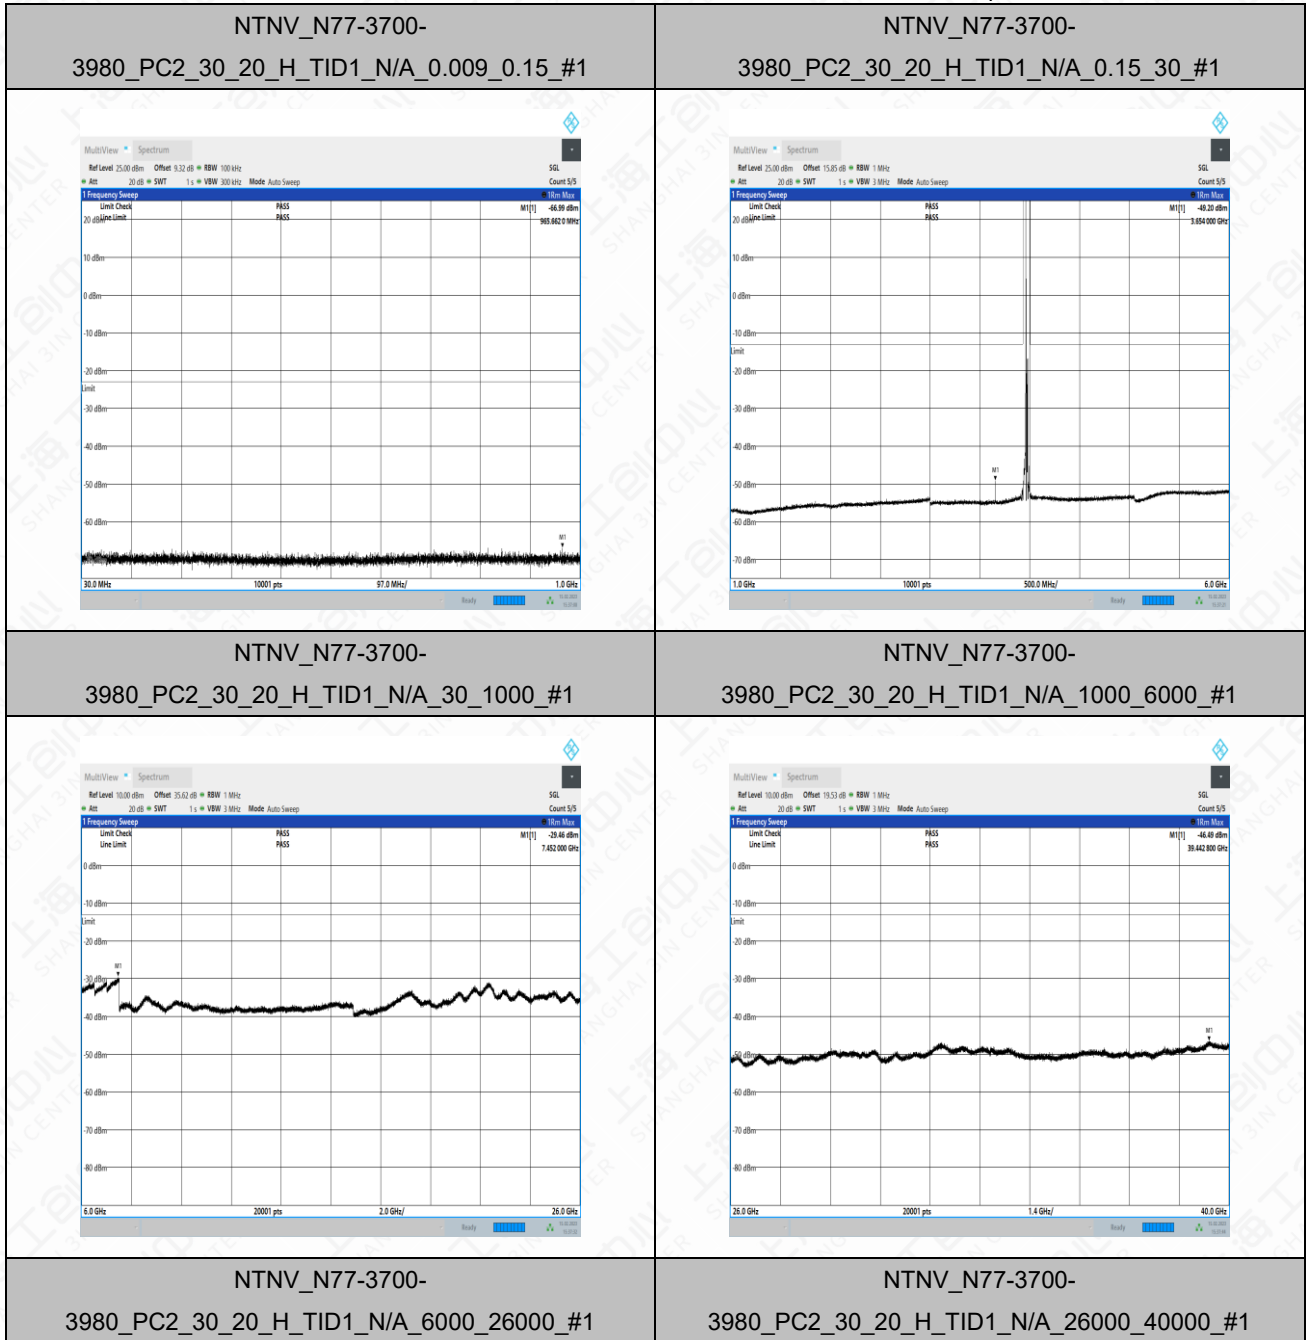 NTNV_N77-3700-
3980_PC2_30_20_H_TID1_N/A_0.009_0.15_#1
NTNV_N77-3700-
3980_PC2_30_20_H_TID1_N/A_0.15_30_#1
MultiView Spectrum
Ref Level 25.00 dBm Offset 9.32 dB RBW 100 kHz SGL
Att 20 dB SWT 1 s VBW 300 kHz Mode Auto Sweep Count 5/5
1 Frequency Sweep 1Rm Max
Limit Check PASS M1[1] -66.99 dBm
Line Limit PASS 965.662 0 MHz
20 dBm
10 dBm
0 dBm
-10 dBm
-20 dBm
Limit
-30 dBm
-40 dBm
-50 dBm
-60 dBm
M1
30.0 MHz 10001 pts 97.0 MHz/ 1.0 GHz
Ready
MultiView Spectrum
Ref Level 25.00 dBm Offset 15.85 dB RBW 1 MHz SGL
Att 20 dB SWT 1 s VBW 3 MHz Mode Auto Sweep Count 5/5
1 Frequency Sweep 1Rm Max
Limit Check PASS M1[1] -49.20 dBm
Line Limit PASS 3.654 000 GHz
20 dBm
10 dBm
0 dBm
-10 dBm
Limit
-20 dBm
-30 dBm
-40 dBm
M1
-50 dBm
-60 dBm
-70 dBm
1.0 GHz 10001 pts 500.0 MHz/ 6.0 GHz
Ready
NTNV_N77-3700-
3980_PC2_30_20_H_TID1_N/A_30_1000_#1
NTNV_N77-3700-
3980_PC2_30_20_H_TID1_N/A_1000_6000_#1
MultiView Spectrum
Ref Level 10.00 dBm Offset 35.62 dB RBW 1 MHz SGL
Att 20 dB SWT 1 s VBW 3 MHz Mode Auto Sweep Count 5/5
1 Frequency Sweep 1Rm Max
Limit Check PASS M1[1] -29.46 dBm
Line Limit PASS 7.452 000 GHz
0 dBm
-10 dBm
Limit
-20 dBm
M1
-30 dBm
-40 dBm
-50 dBm
-60 dBm
-70 dBm
-80 dBm
6.0 GHz 20001 pts 2.0 GHz/ 26.0 GHz
Ready
MultiView Spectrum
Ref Level 10.00 dBm Offset 19.53 dB RBW 1 MHz SGL
Att 20 dB SWT 1 s VBW 3 MHz Mode Auto Sweep Count 5/5
1 Frequency Sweep 1Rm Max
Limit Check PASS M1[1] -46.49 dBm
Line Limit PASS 39.442 800 GHz
0 dBm
-10 dBm
Limit
-20 dBm
-30 dBm
-40 dBm
M1
-50 dBm
-60 dBm
-70 dBm
-80 dBm
26.0 GHz 20001 pts 1.4 GHz/ 40.0 GHz
Ready
NTNV_N77-3700-
3980_PC2_30_20_H_TID1_N/A_6000_26000_#1
NTNV_N77-3700-
3980_PC2_30_20_H_TID1_N/A_26000_40000_#1